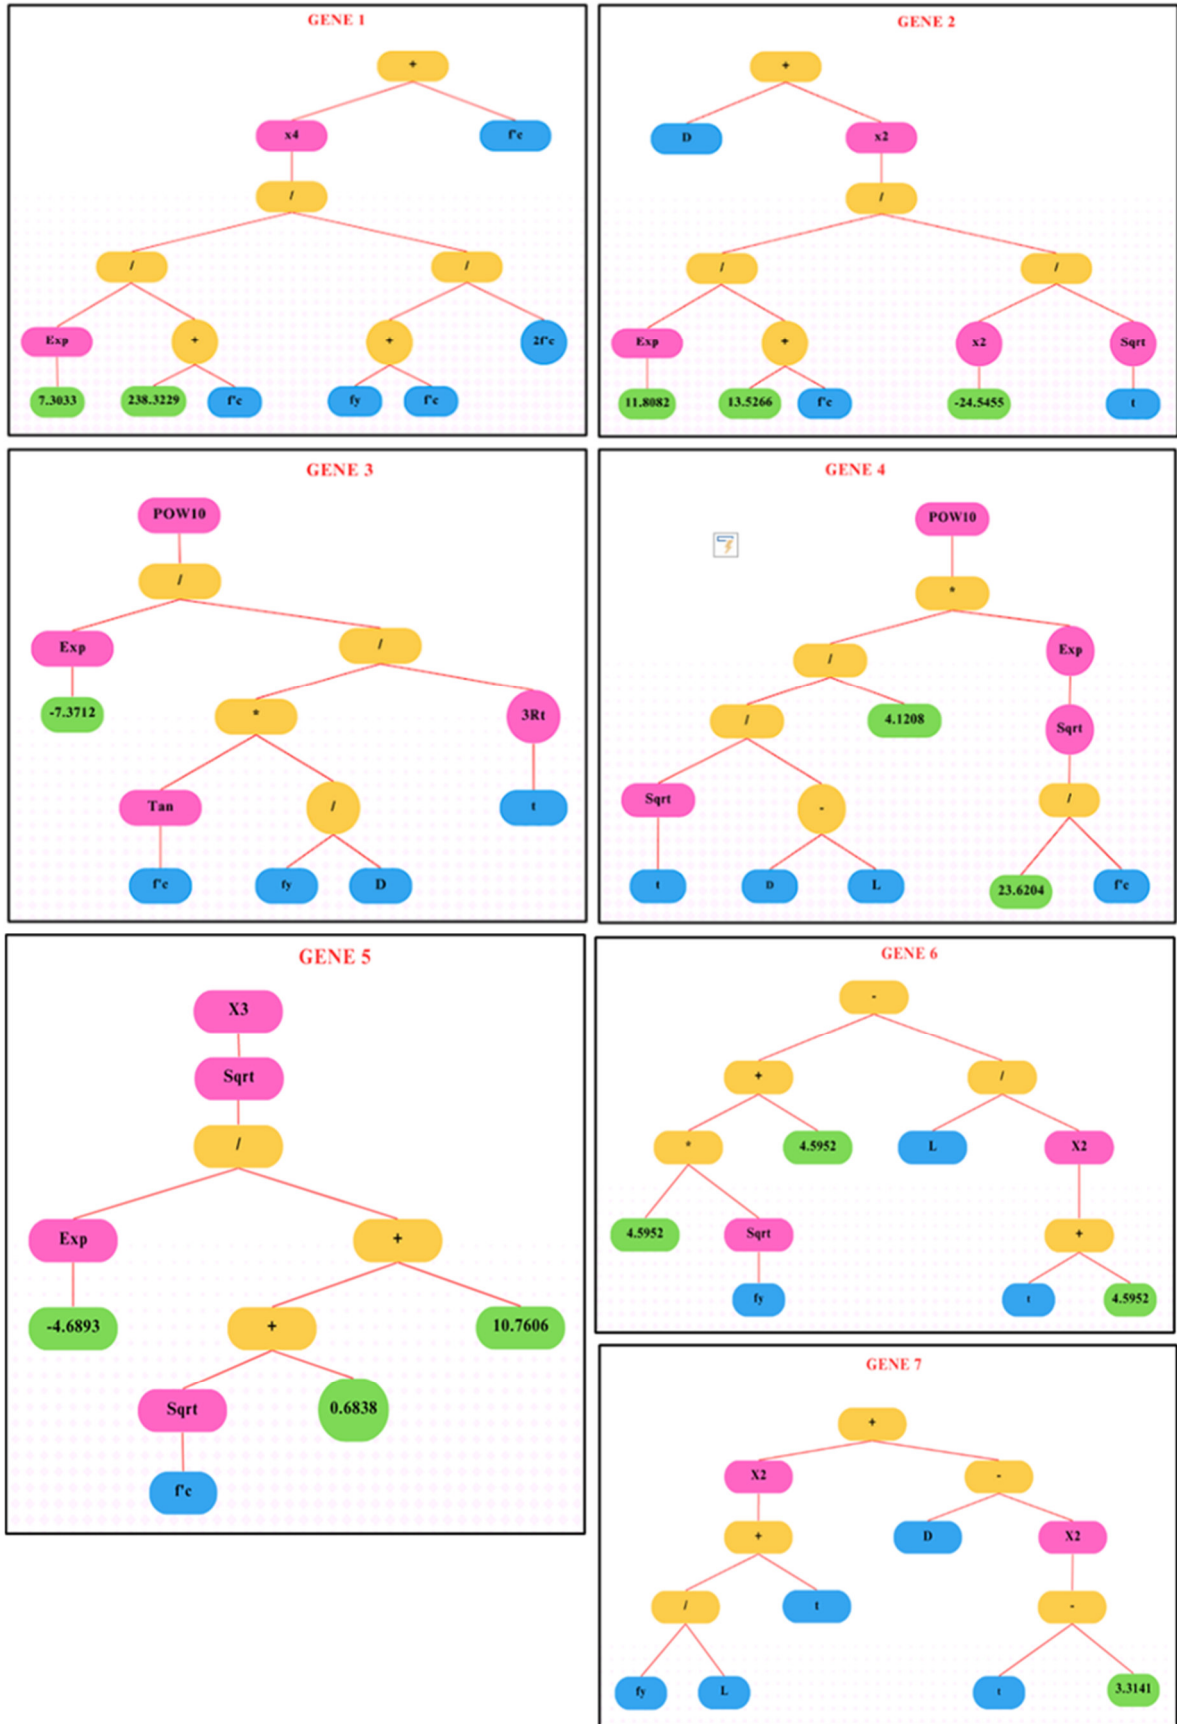 GENE 1
+
x4
f'c
/
/
/
Exp
+
+
2f'c
7.3033
238.3229
f'c
fy
f'c
GENE 2
+
D
x2
/
/
/
Exp
+
x2
Sqrt
11.8082
13.5266
f'c
-24.5455
t
GENE 3
POW10
/
Exp
/
-7.3712
*
3Rt
Tan
/
t
f'c
fy
D
GENE 4
POW10
*
/
Exp
/
4.1208
Sqrt
Sqrt
-
/
t
D
L
23.6204
f'c
GENE 5
X3
Sqrt
/
Exp
+
-4.6893
+
10.7606
Sqrt
0.6838
f'c
GENE 6
-
+
/
*
4.5952
L
X2
4.5952
Sqrt
+
fy
t
4.5952
GENE 7
+
X2
-
+
D
X2
/
t
-
fy
L
t
3.3141